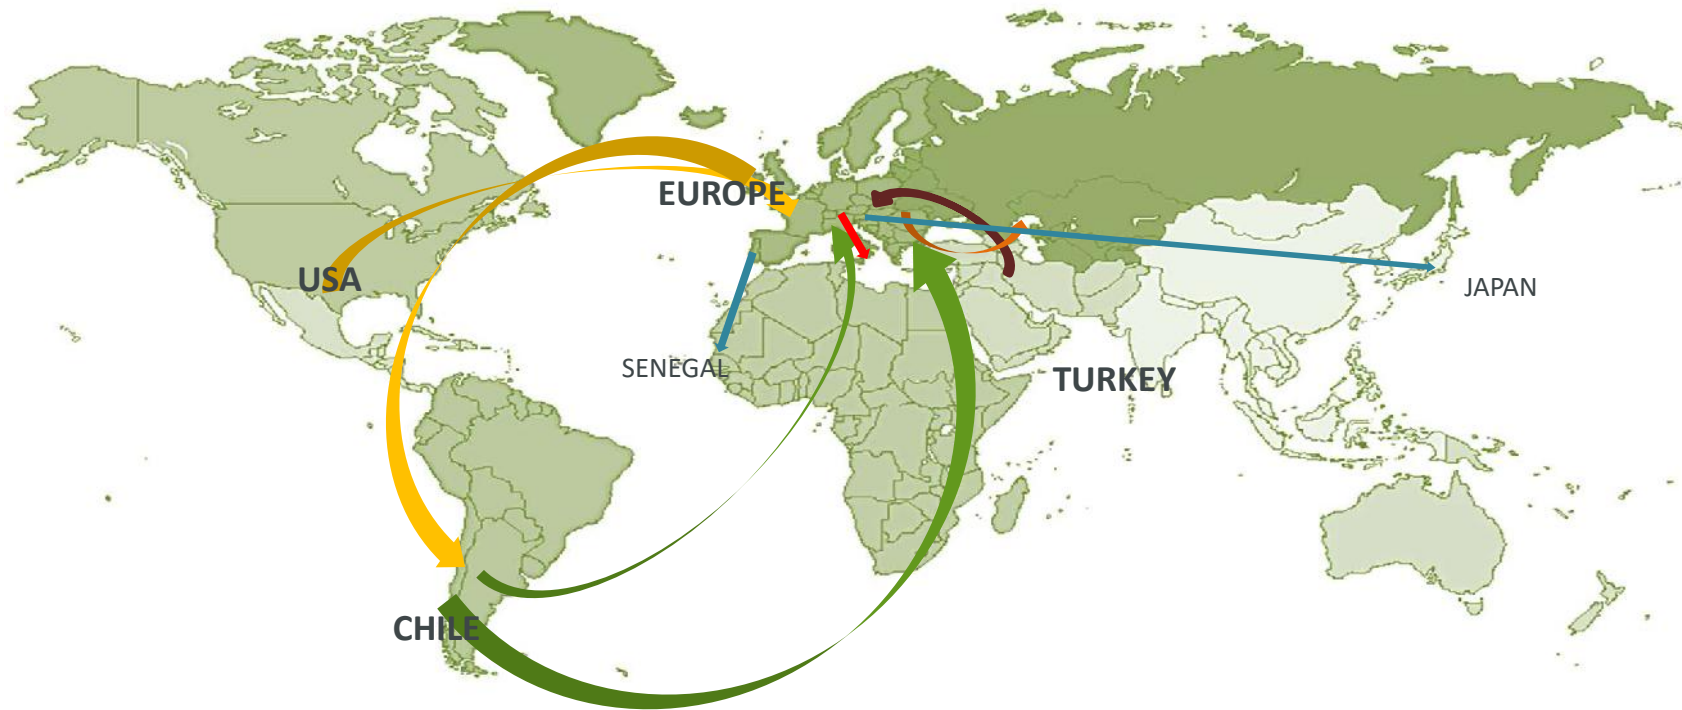 EUROPE
USA
JAPAN
SENEGAL
TURKEY
CHILE